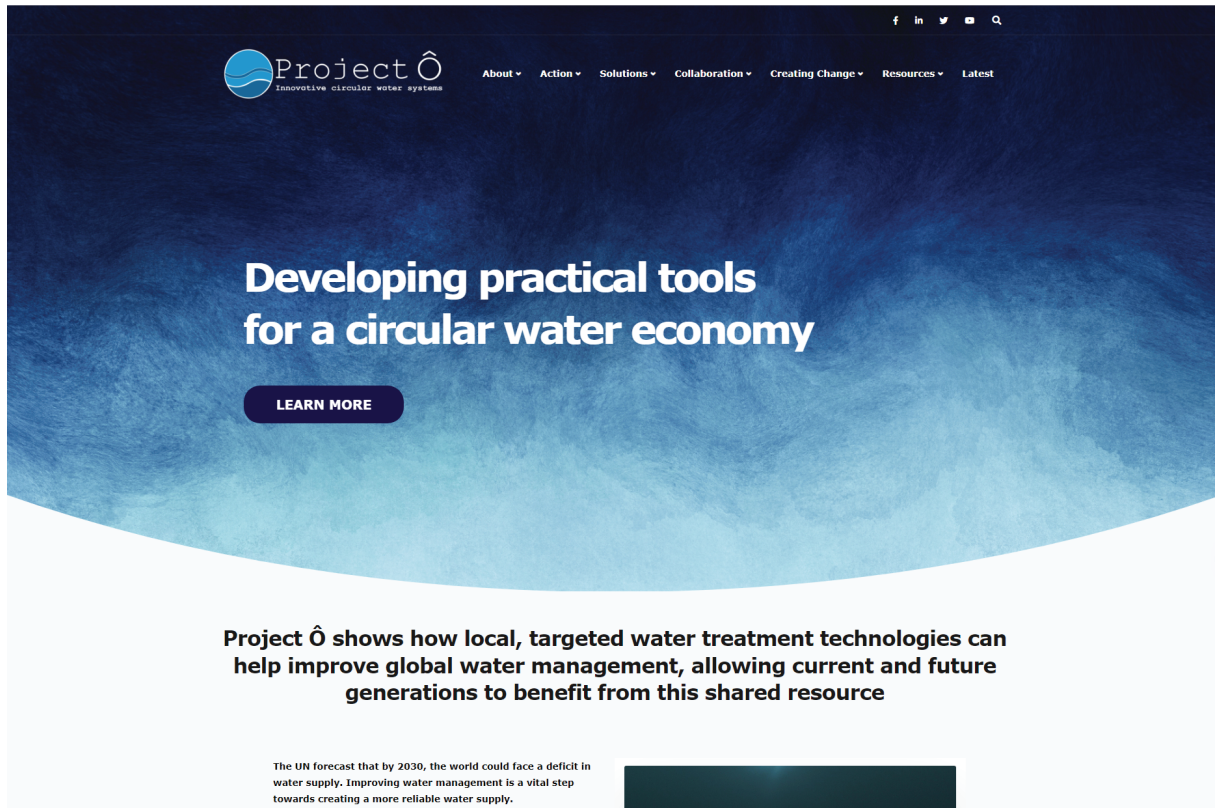 Project Ô
Innovative circular water systems
About
Action
Solutions
Collaboration
Creating Change
Resources
Latest
Developing practical tools
for a circular water economy
LEARN MORE
Project Ô shows how local, targeted water treatment technologies can
help improve global water management, allowing current and future
generations to benefit from this shared resource
The UN forecast that by 2030, the world could face a deficit in
water supply. Improving water management is a vital step
towards creating a more reliable water supply.